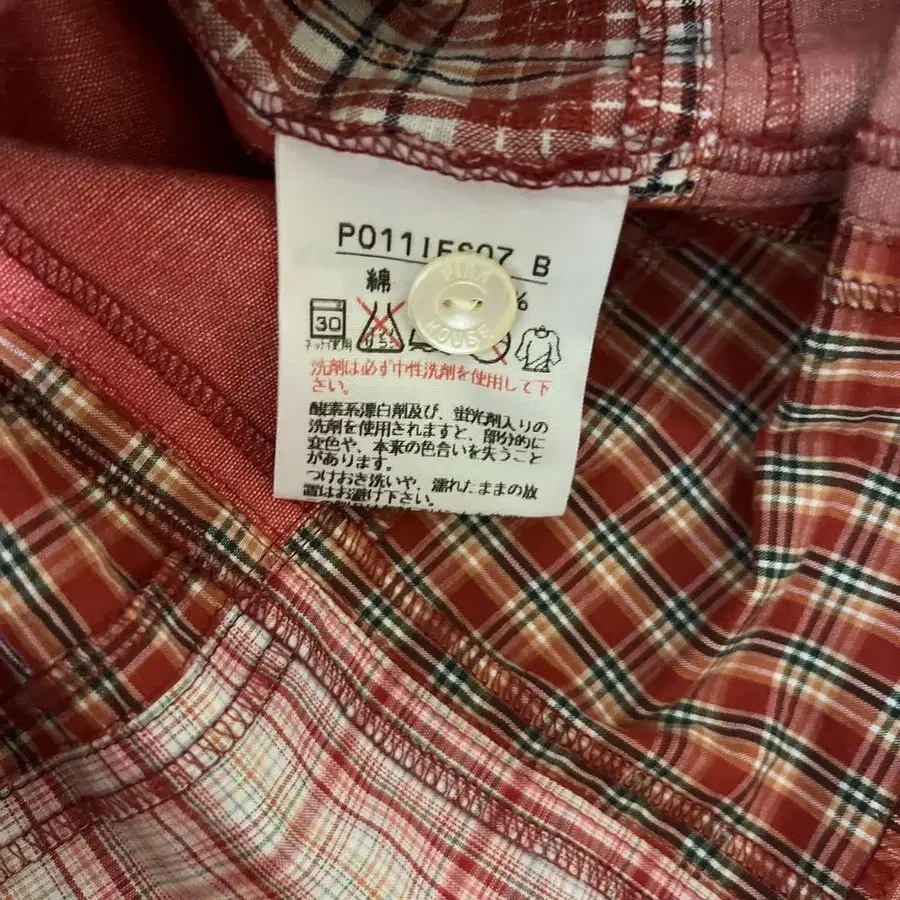 B
綿
%
PINK
HOUSE
30
ネット使用
洗剤は必ず中性洗剤を使用して下
さい。
酸素系漂白剤及び、蛍光剤入りの
洗剤を使用されますと、部分的に
変色や、本来の色合いを失うこと
があります。
つけおき洗いや、濡れたままの放
置はお避け下さい。